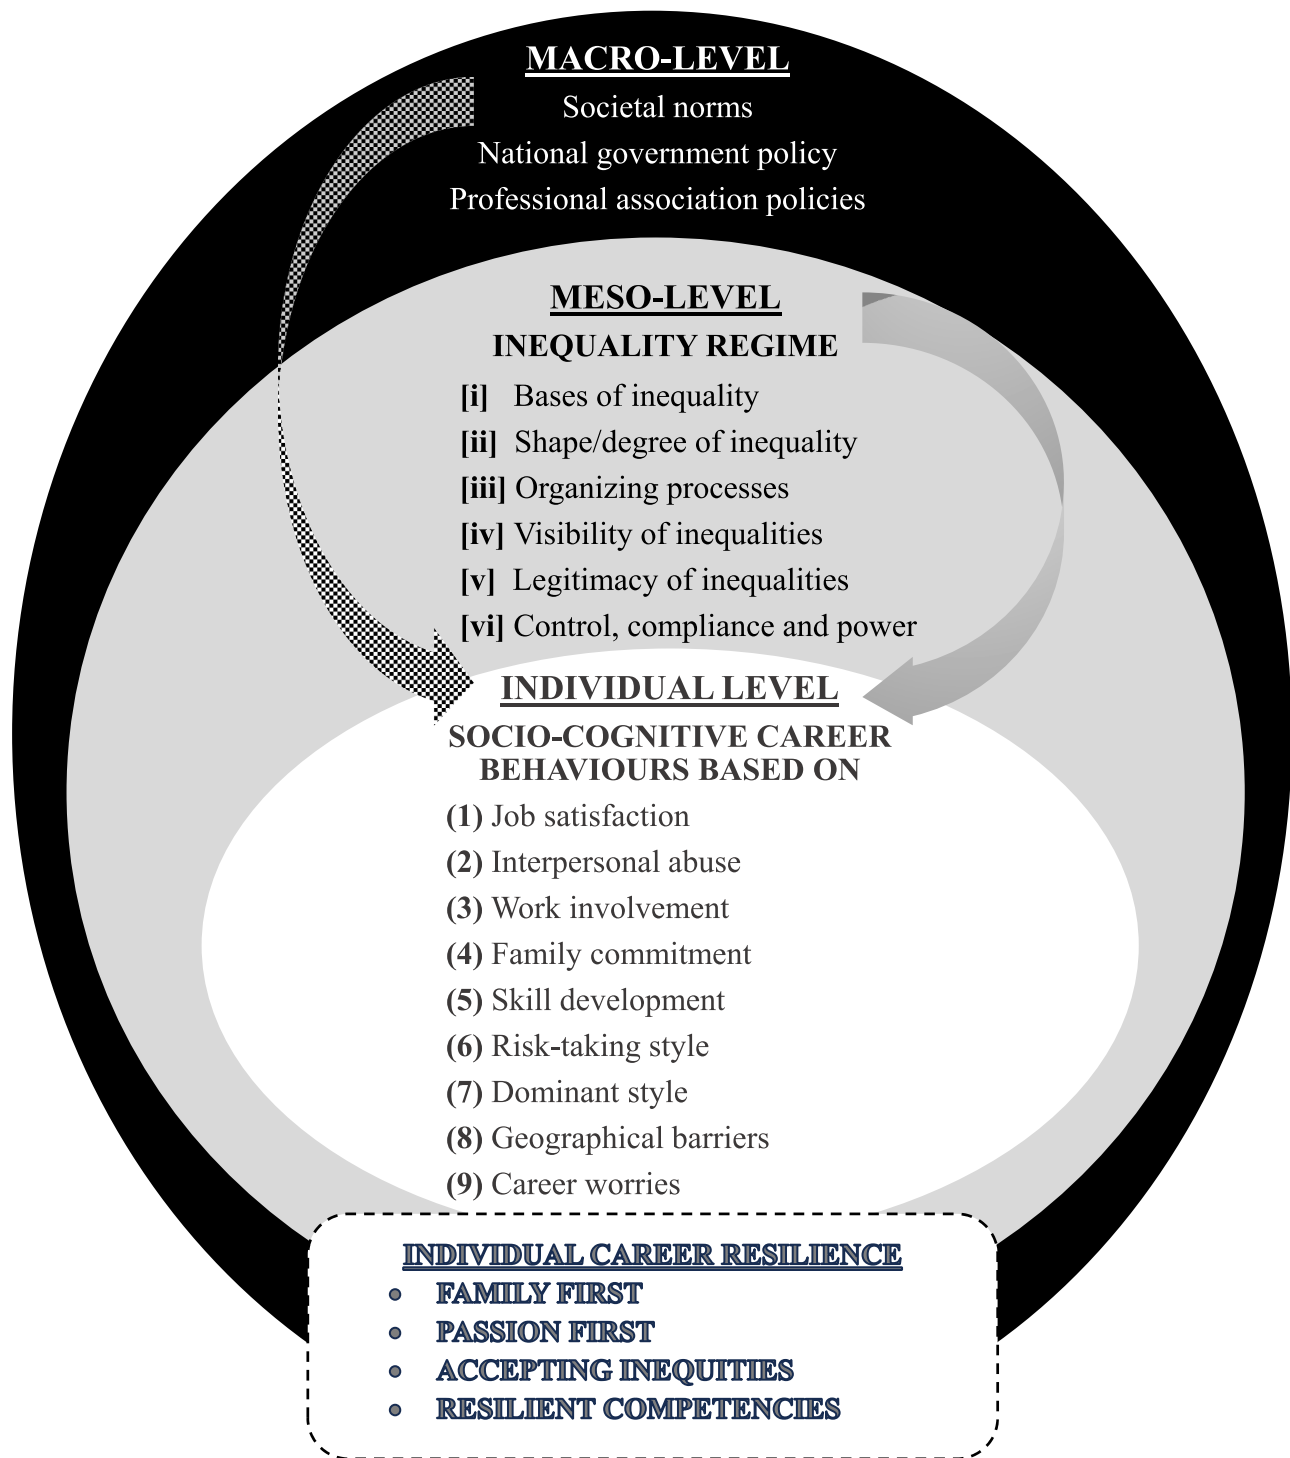 MACRO-LEVEL
Societal norms
National government policy
Professional association policies
MESO-LEVEL
INEQUALITY REGIME
[i] Bases of inequality
[ii] Shape/degree of inequality
[iii] Organizing processes
[iv] Visibility of inequalities
[v] Legitimacy of inequalities
[vi] Control, compliance and power
INDIVIDUAL LEVEL
SOCIO-COGNITIVE CAREER
BEHAVIOURS BASED ON
(1) Job satisfaction
(2) Interpersonal abuse
(3) Work involvement
(4) Family commitment
(5) Skill development
(6) Risk-taking style
(7) Dominant style
(8) Geographical barriers
(9) Career worries
INDIVIDUAL CAREER RESILIENCE
• FAMILY FIRST
• PASSION FIRST
• ACCEPTING INEQUITIES
• RESILIENT COMPETENCIES